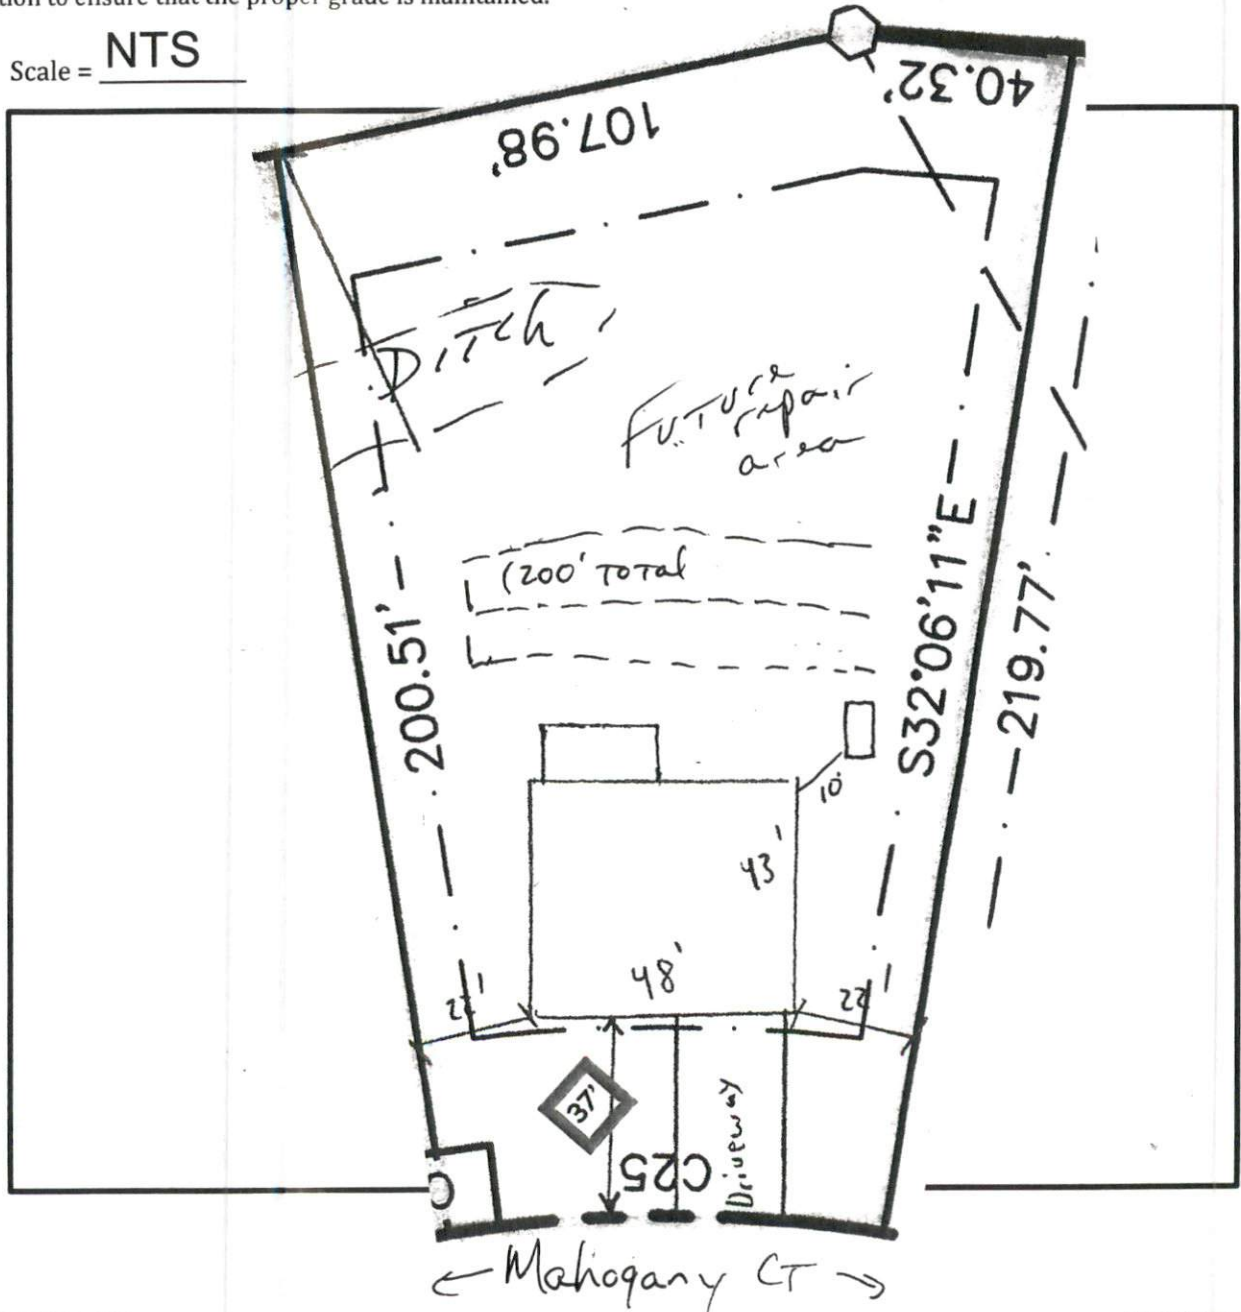 tion to ensure that the proper grade is maintained.
Scale = NTS
40.32'
107.98'
Ditch
Future
repair
area
(200' Total
200.51'
S32°06'11"E
219.77'
10'
43'
48'
22'
22'
37'
C25
Driveway
← Mahogany CT →